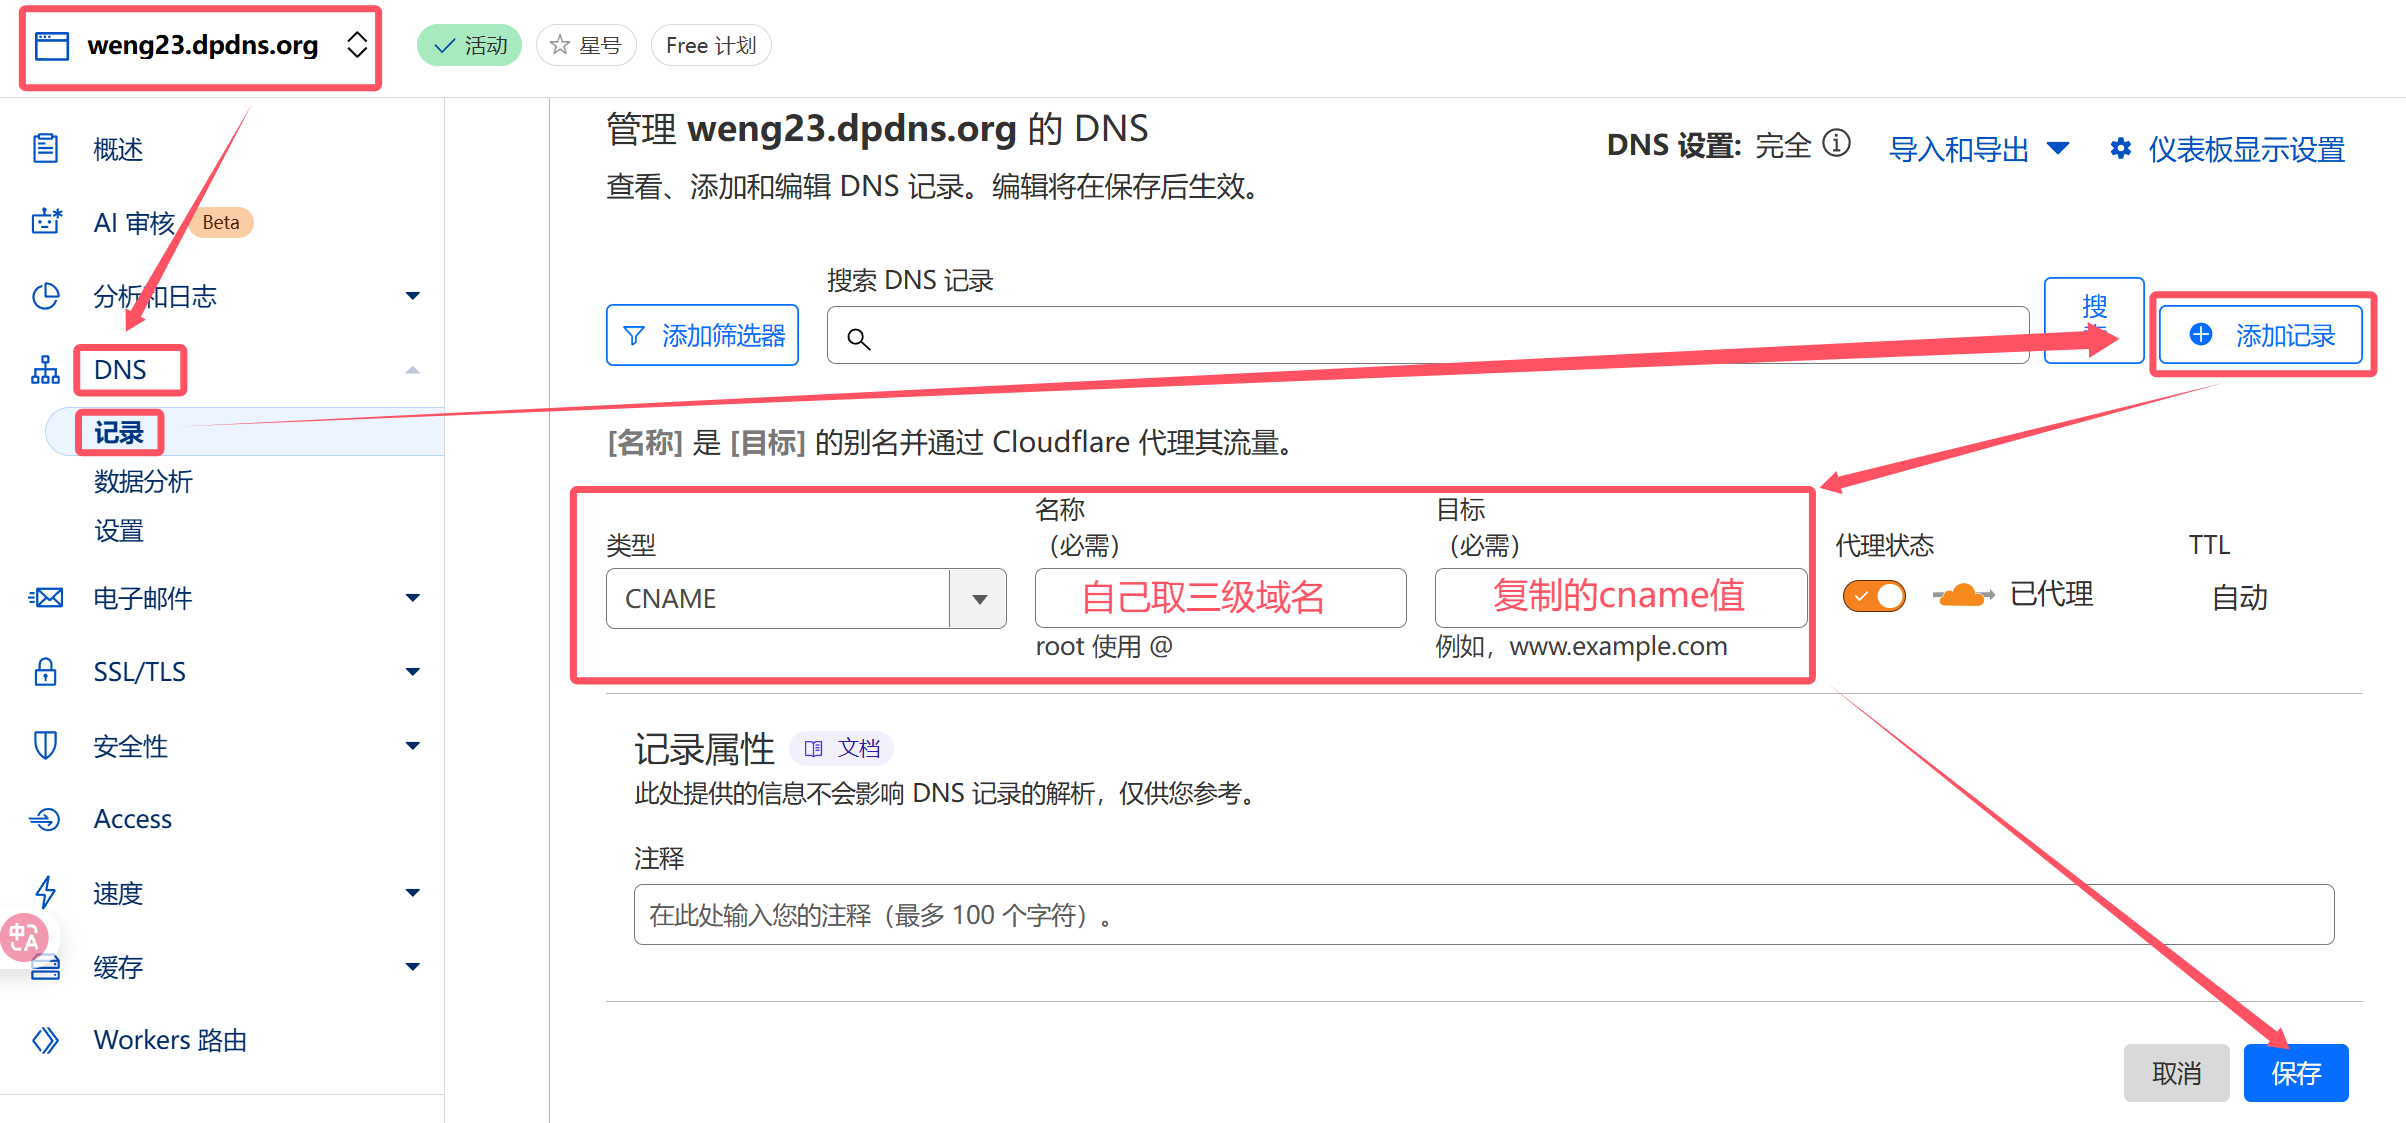 weng23.dpdns.org
活动
星号
Free 计划
概述
AI 审核 Beta
分析和日志
DNS
记录
数据分析
设置
电子邮件
SSL/TLS
安全性
Access
速度
缓存
Workers 路由
中A
管理 weng23.dpdns.org 的 DNS
查看、添加和编辑 DNS 记录。编辑将在保存后生效。
DNS 设置: 完全
导入和导出
仪表板显示设置
搜索 DNS 记录
添加筛选器
搜
添加记录
[名称] 是 [目标] 的别名并通过 Cloudflare 代理其流量。
类型
CNAME
名称
（必需）
自己取三级域名
root 使用 @
目标
（必需）
复制的cname值
例如，www.example.com
代理状态
已代理
TTL
自动
记录属性 文档
此处提供的信息不会影响 DNS 记录的解析，仅供您参考。
注释
在此处输入您的注释（最多 100 个字符）。
取消
保存